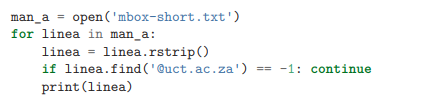 man_a = open('mbox-short.txt')
for linea in man_a:
    linea = linea.rstrip()
    if linea.find('@uct.ac.za') == -1: continue
    print(linea)